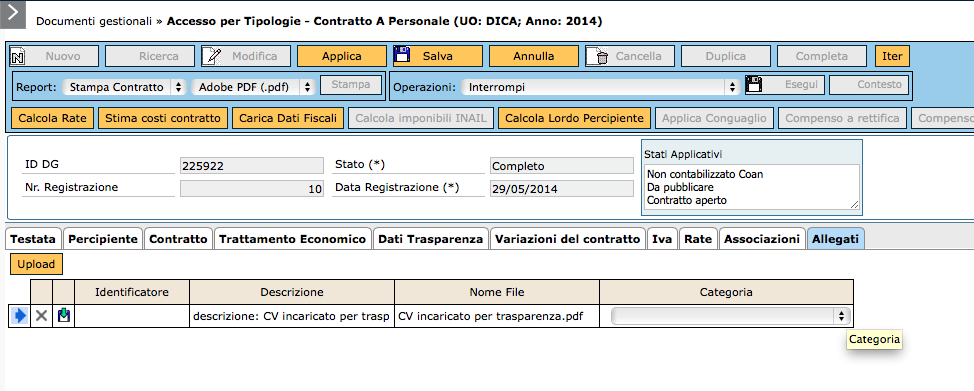 Documenti gestionali » Accesso per Tipologie - Contratto A Personale (UO: DICA; Anno: 2014)
Nuovo Ricerca Modifica Applica Salva Annulla Cancella Duplica Completa Iter
Report: Stampa Contratto Adobe PDF (.pdf) Stampa Operazioni: Interrompi Esegui Contesto
Calcola Rate Stima costi contratto Carica Dati Fiscali Calcola imponibili INAIL Calcola Lordo Percipiente Applica Conguaglio Compenso a rettifica Compenso
ID DG 225922 Stato (*) Completo
Nr. Registrazione 10 Data Registrazione (*) 29/05/2014
Stati Applicativi
Non contabilizzato Coan
Da pubblicare
Contratto aperto
Testata Percipiente Contratto Trattamento Economico Dati Trasparenza Variazioni del contratto Iva Rate Associazioni Allegati
Upload
Identificatore Descrizione Nome File Categoria
descrizione: CV incaricato per trasp CV incaricato per trasparenza.pdf
Categoria